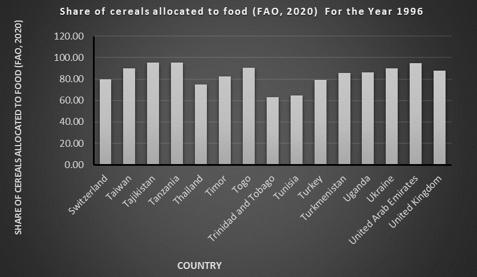 Share of cereals allocated to food (FAO, 2020) For the Year 1996
SHARE OF CEREALS ALLOCATED TO FOOD (FAO, 2020)
120.00
100.00
80.00
60.00
40.00
20.00
0.00
Switzerland
Taiwan
Tajikistan
Tanzania
Thailand
Timor
Togo
Trinidad and Tobago
Tunisia
Turkey
Turkmenistan
Uganda
Ukraine
United Arab Emirates
United Kingdom
COUNTRY